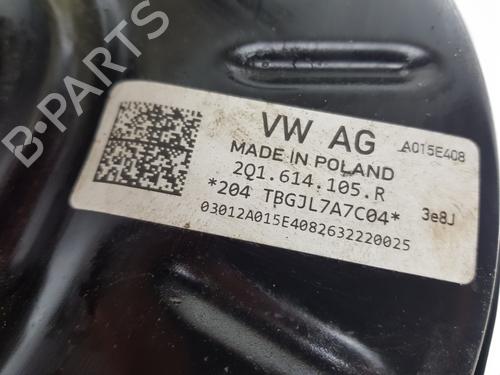 VW AG
A015E408
MADE IN POLAND
2Q1.614.105.R
*204 TBGJL7A7C04*
3e8J
03012A015E4082632220025
B-PARTS